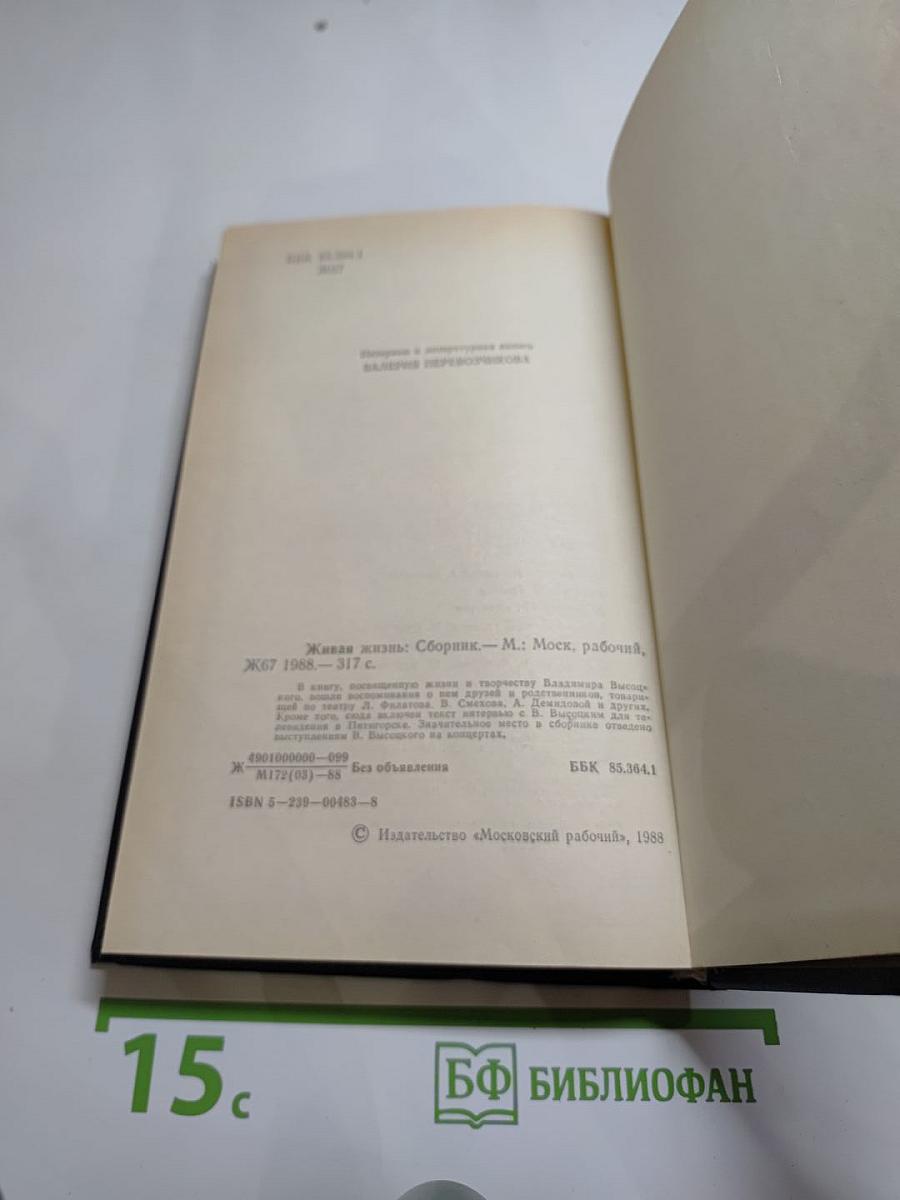 ББК 85.364.1
Ж67
Интервью и литературная запись
ВАЛЕРИЯ ПЕРЕВОЗЧИКОВА
Живая жизнь: Сборник.— М.: Моск. рабочий,
Ж67 1988.— 317 с.
В книгу, посвященную жизни и творчеству Владимира Высоц-
кого, вошли воспоминания о нем друзей и родственников, товари-
щей по театру Л. Филатова, В. Смехова, А. Демидовой и других.
Кроме того, сюда включен текст интервью с В. Высоцким для те-
левидения в Пятигорске. Значительное место в сборнике отведено
выступлениям В. Высоцкого на концертах.
Ж 4901000000—099
М172(03)—88 Без объявления ББК 85.364.1
ISBN 5—239—00483—8
© Издательство «Московский рабочий», 1988
15 с
БФ БИБЛИОФАН